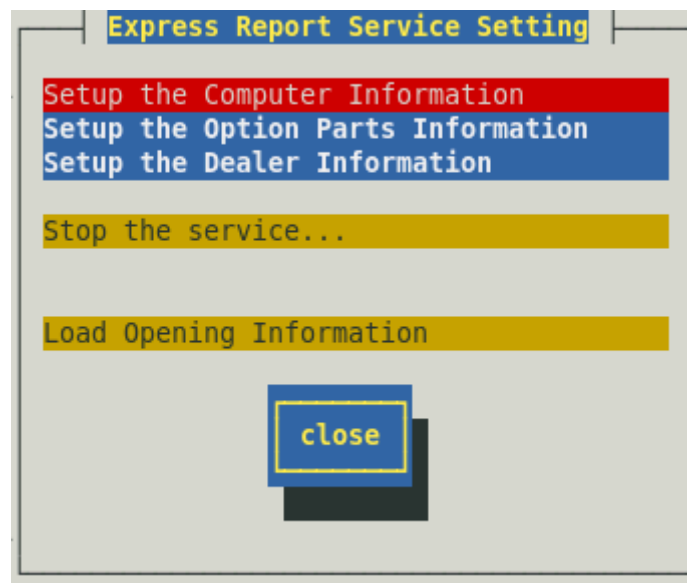 Express Report Service Setting
Setup the Computer Information
Setup the Option Parts Information
Setup the Dealer Information
Stop the service...
Load Opening Information
close